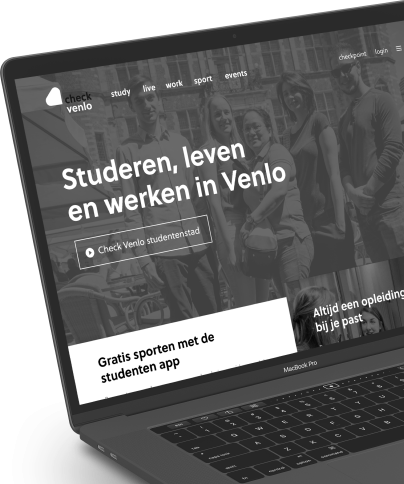 check
venlo
study live work sport events
checkpoint login
Studeren, leven
en werken in Venlo
Check Venlo studentenstad
Gratis sporten met de
studenten app
Altijd een opleiding
bij je past
MacBook Pro